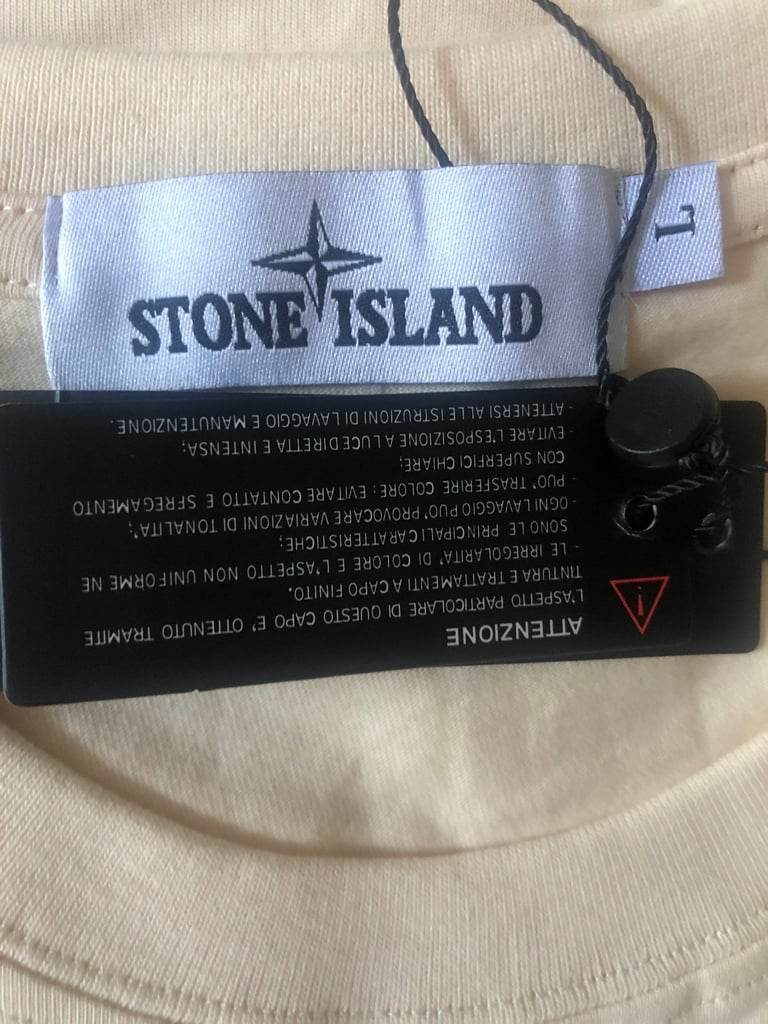 STONE ISLAND
L
ATTENZIONE
L'ASPETTO PARTICOLARE DI QUESTO CAPO E' OTTENUTO TRAMITE
TINTURA E TRATTAMENTI A CAPO FINITO.
- LE IRREGOLARITA' DI COLORE E L'ASPETTO NON UNIFORME NE
SONO LE PRINCIPALI CARATTERISTICHE;
- OGNI LAVAGGIO PUO' PROVOCARE VARIAZIONI DI TONALITA';
- PUO' TRASFERIRE COLORE: EVITARE CONTATTO E SFREGAMENTO
CON SUPERFICI CHIARE;
- EVITARE L'ESPOSIZIONE A LUCE DIRETTA E INTENSA;
- ATTENERSI ALLE ISTRUZIONI DI LAVAGGIO E MANUTENZIONE.